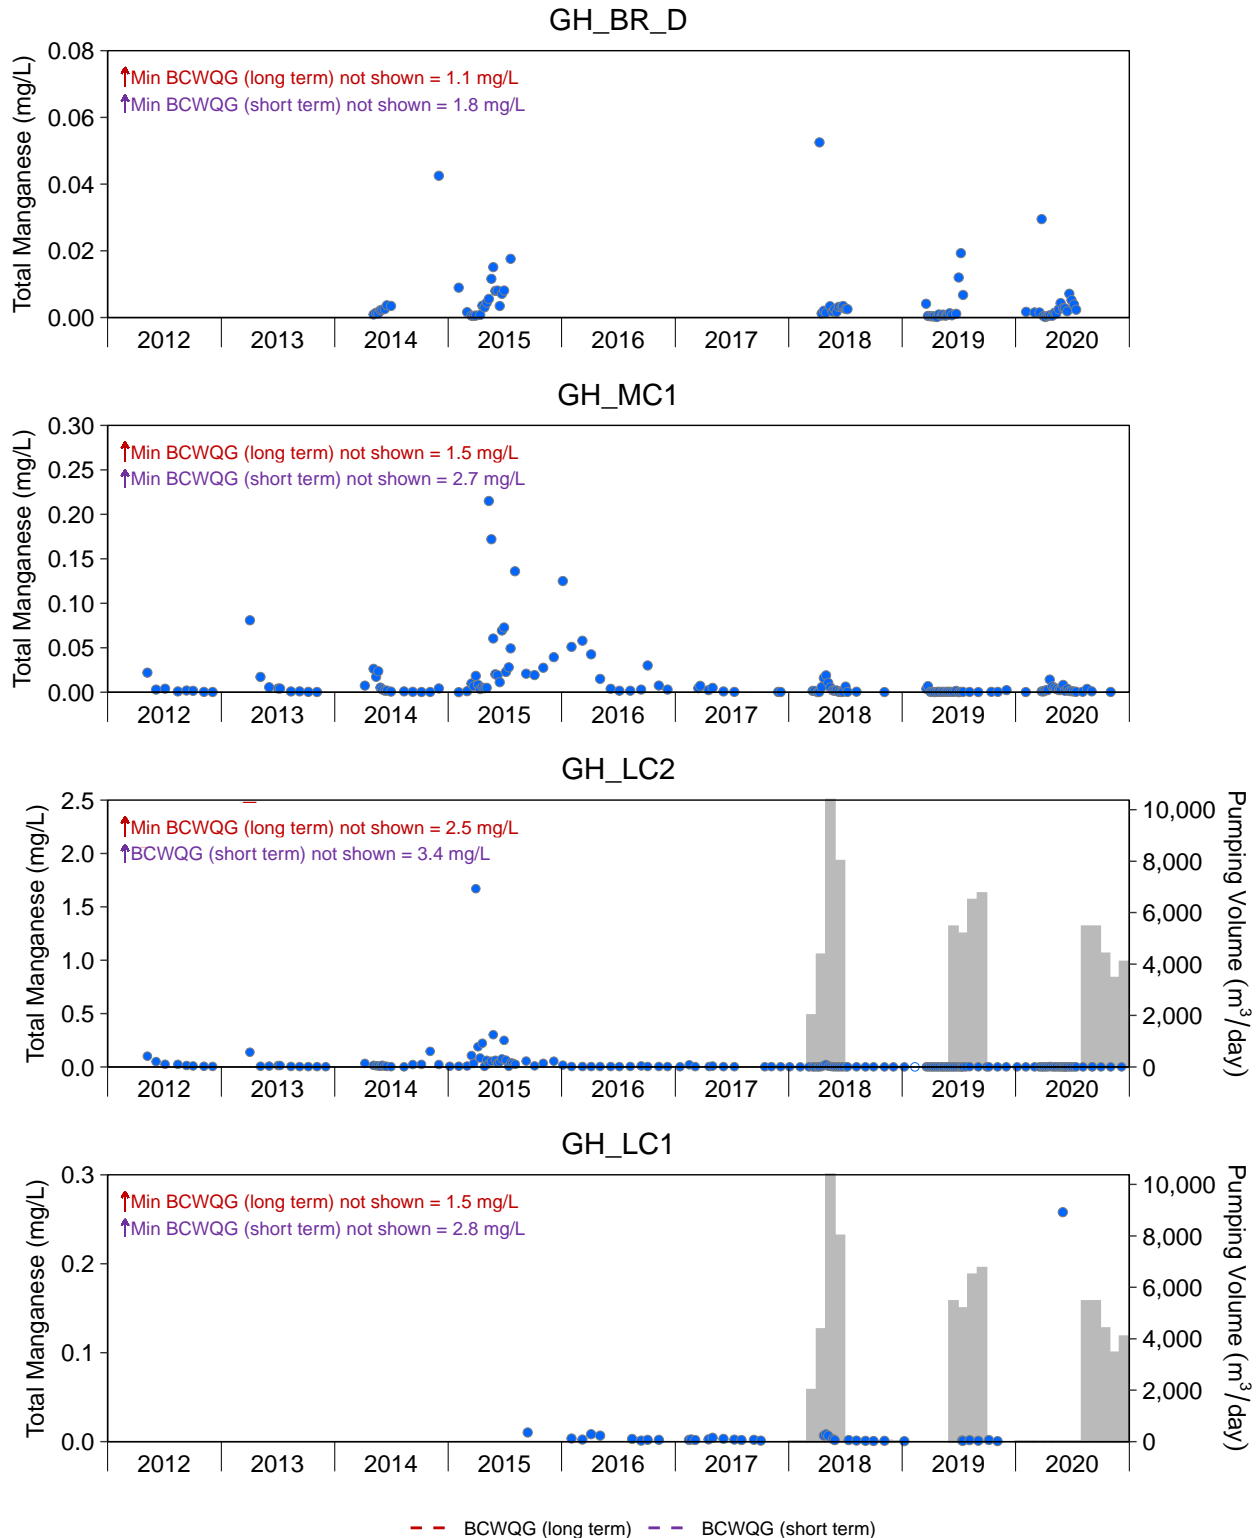 GH_BR_D
Total Manganese (mg/L)
0.08
0.06
0.04
0.02
0.00
↑Min BCWQG (long term) not shown = 1.1 mg/L
↑Min BCWQG (short term) not shown = 1.8 mg/L
2012 2013 2014 2015 2016 2017 2018 2019 2020
GH_MC1
Total Manganese (mg/L)
0.30
0.25
0.20
0.15
0.10
0.05
0.00
↑Min BCWQG (long term) not shown = 1.5 mg/L
↑Min BCWQG (short term) not shown = 2.7 mg/L
2012 2013 2014 2015 2016 2017 2018 2019 2020
GH_LC2
Total Manganese (mg/L)
2.5
2.0
1.5
1.0
0.5
0.0
↑Min BCWQG (long term) not shown = 2.5 mg/L
↑BCWQG (short term) not shown = 3.4 mg/L
10,000
8,000
6,000
4,000
2,000
0
Pumping Volume (m³/day)
2012 2013 2014 2015 2016 2017 2018 2019 2020
GH_LC1
Total Manganese (mg/L)
0.3
0.2
0.1
0.0
↑Min BCWQG (long term) not shown = 1.5 mg/L
↑Min BCWQG (short term) not shown = 2.8 mg/L
10,000
8,000
6,000
4,000
2,000
0
Pumping Volume (m³/day)
2012 2013 2014 2015 2016 2017 2018 2019 2020
BCWQG (long term) BCWQG (short term)